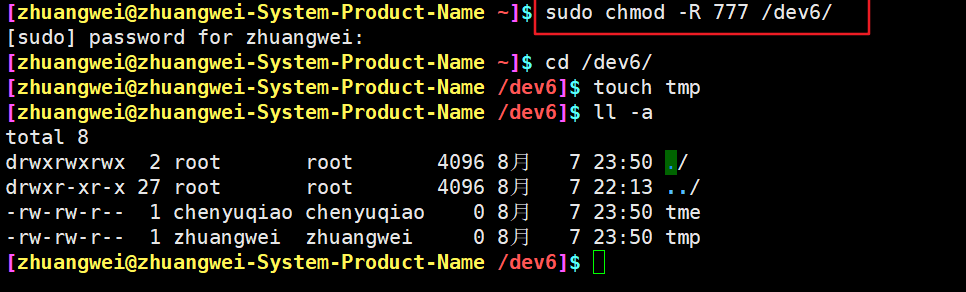 [zhuangwei@zhuangwei-System-Product-Name ~]$ sudo chmod -R 777 /dev6/
[sudo] password for zhuangwei:
[zhuangwei@zhuangwei-System-Product-Name ~]$ cd /dev6/
[zhuangwei@zhuangwei-System-Product-Name /dev6]$ touch tmp
[zhuangwei@zhuangwei-System-Product-Name /dev6]$ ll -a
total 8
drwxrwxrwx  2 root       root       4096 8月   7 23:50 ./
drwxr-xr-x 27 root       root       4096 8月   7 22:13 ../
-rw-rw-r--  1 chenyuqiao chenyuqiao    0 8月   7 23:50 tme
-rw-rw-r--  1 zhuangwei  zhuangwei     0 8月   7 23:50 tmp
[zhuangwei@zhuangwei-System-Product-Name /dev6]$